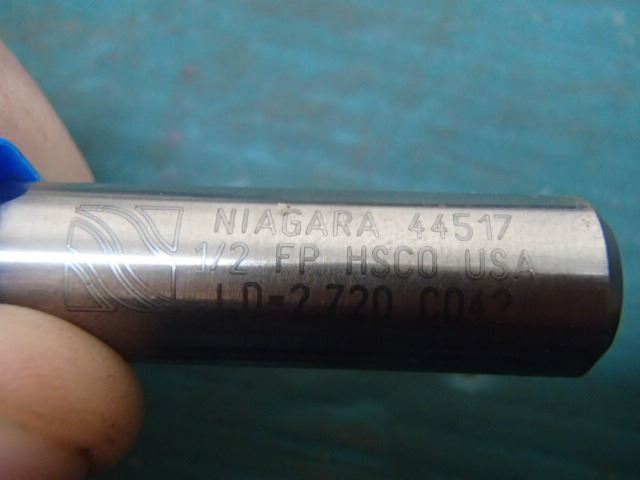 NIAGARA 44517
1/2 FP HSCO USA
LD=2.720 C042